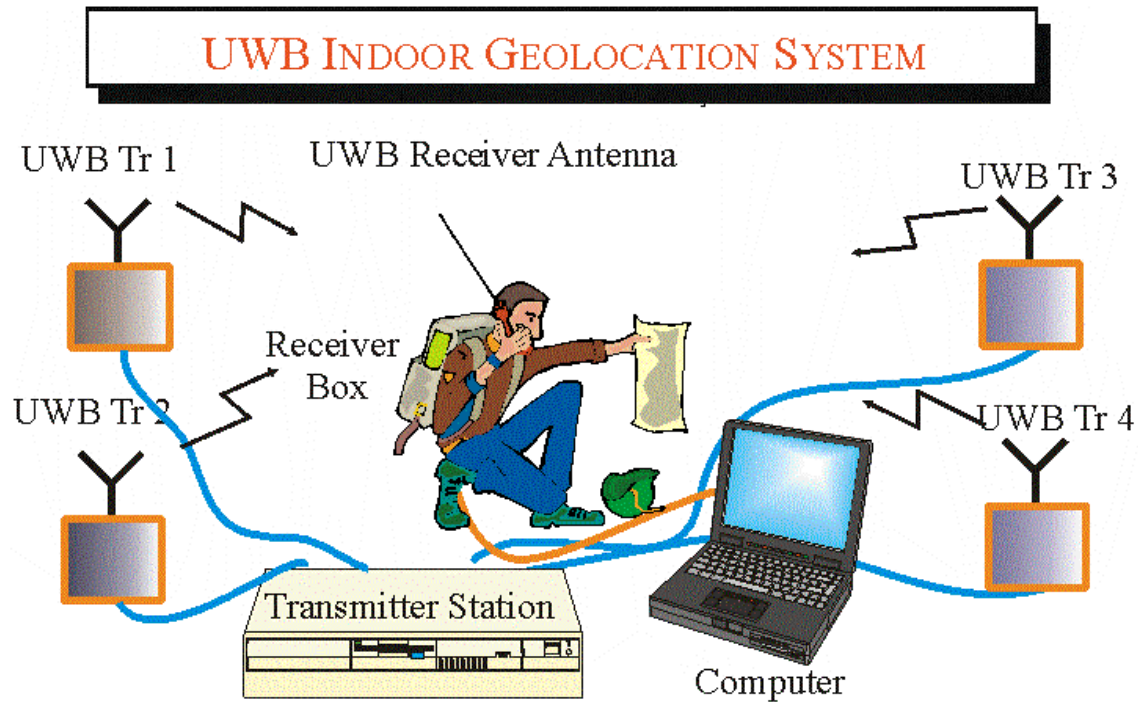 UWB INDOOR GEOLOCATION SYSTEM
UWB Tr 1
UWB Receiver Antenna
UWB Tr 3
Receiver
Box
UWB Tr 2
UWB Tr 4
Transmitter Station
Computer